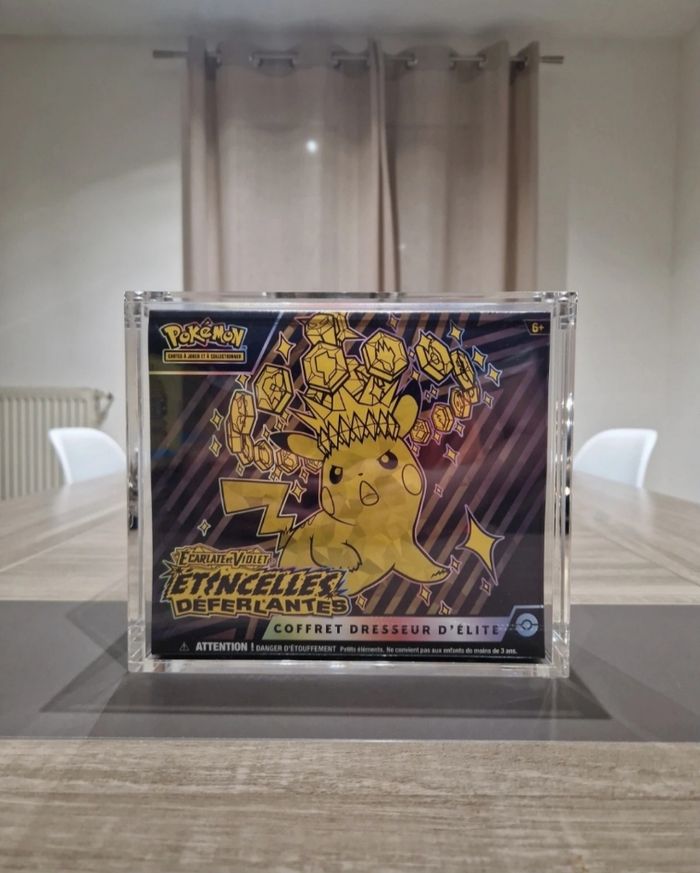 Pokémon
CARTES À JOUER ET À COLLECTIONNER
6+
ÉCARLATE ET VIOLET
ÉTINCELLES
DÉFERLANTES
COFFRET DRESSEUR D'ÉLITE
ATTENTION ! DANGER D'ÉTOUFFEMENT Petits éléments. Ne convient pas aux enfants de moins de 3 ans.